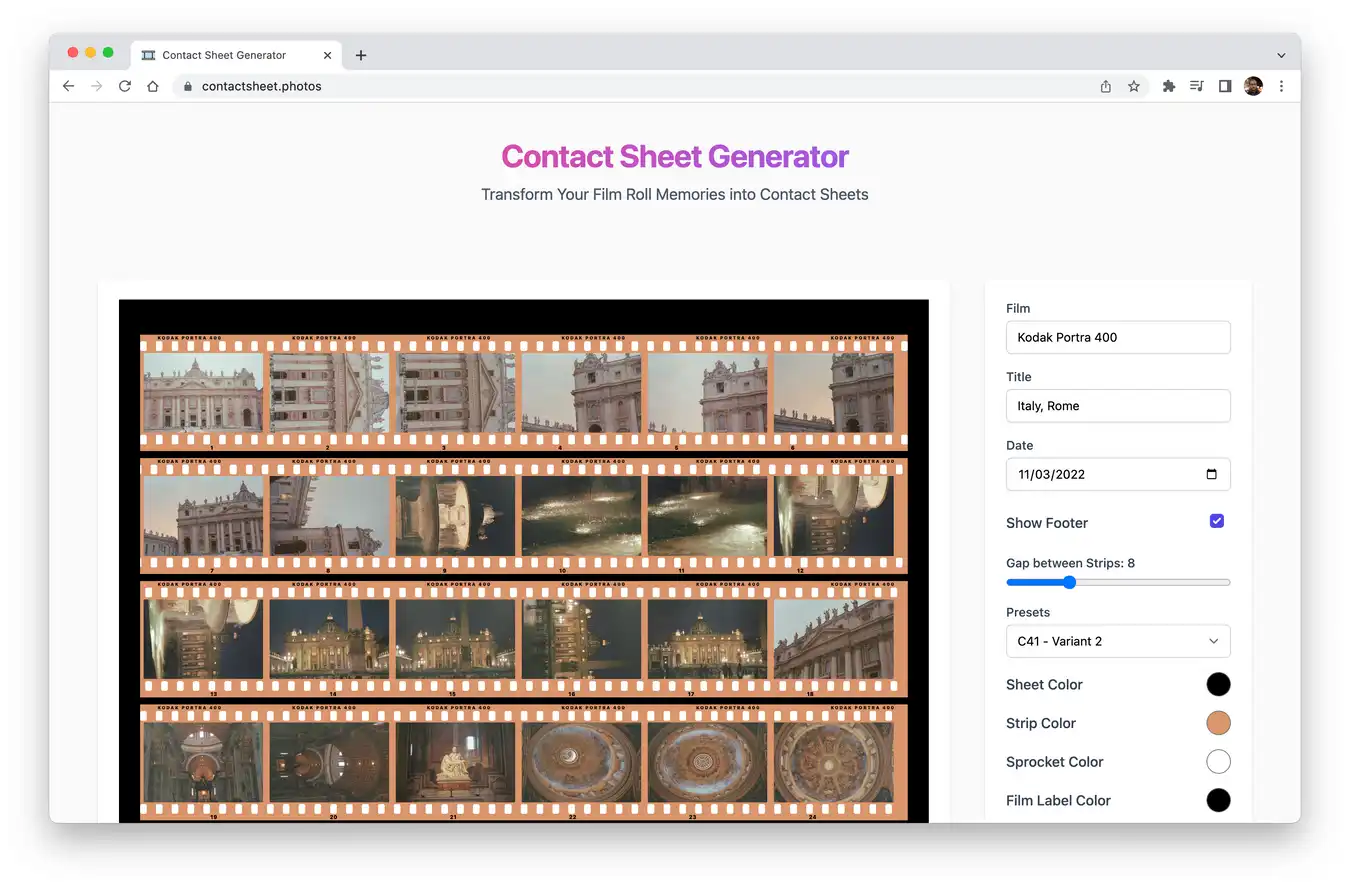 Contact Sheet Generator
contactsheet.photos
Contact Sheet Generator
Transform Your Film Roll Memories into Contact Sheets
KODAK PORTRA 400 KODAK PORTRA 400 KODAK PORTRA 400 KODAK PORTRA 400 KODAK PORTRA 400 KODAK PORTRA 400
1 2 3 4 5 6
KODAK PORTRA 400 KODAK PORTRA 400 KODAK PORTRA 400 KODAK PORTRA 400 KODAK PORTRA 400 KODAK PORTRA 400
7 8 9 10 11 12
KODAK PORTRA 400 KODAK PORTRA 400 KODAK PORTRA 400 KODAK PORTRA 400 KODAK PORTRA 400 KODAK PORTRA 400
13 14 15 16 17 18
KODAK PORTRA 400 KODAK PORTRA 400 KODAK PORTRA 400 KODAK PORTRA 400 KODAK PORTRA 400 KODAK PORTRA 400
19 20 21 22 23 24
Film
Kodak Portra 400
Title
Italy, Rome
Date
11/03/2022
Show Footer
Gap between Strips: 8
Presets
C41 - Variant 2
Sheet Color
Strip Color
Sprocket Color
Film Label Color